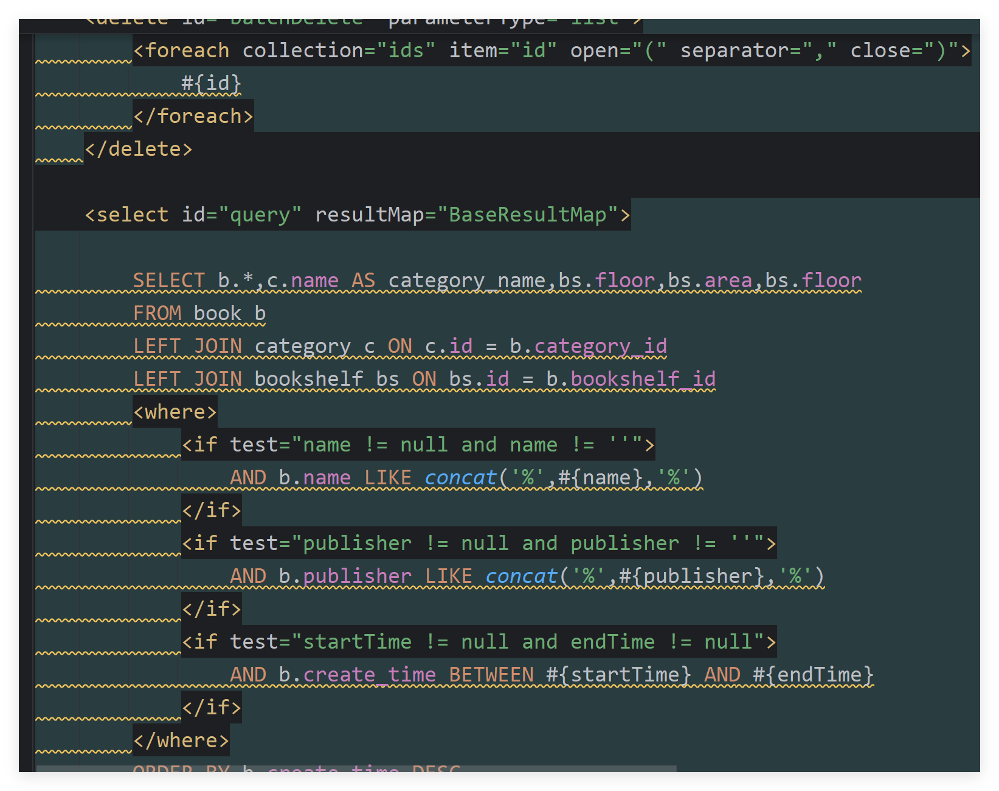 <delete id="batchDelete" parameterType="list">
<foreach collection="ids" item="id" open="(" separator="," close=")">
#{id}
</foreach>
</delete>
<select id="query" resultMap="BaseResultMap">
SELECT b.*,c.name AS category_name,bs.floor,bs.area,bs.floor
FROM book b
LEFT JOIN category c ON c.id = b.category_id
LEFT JOIN bookshelf bs ON bs.id = b.bookshelf_id
<where>
<if test="name != null and name != ''">
AND b.name LIKE concat('%',#{name},'%')
</if>
<if test="publisher != null and publisher != ''">
AND b.publisher LIKE concat('%',#{publisher},'%')
</if>
<if test="startTime != null and endTime != null">
AND b.create_time BETWEEN #{startTime} AND #{endTime}
</if>
</where>
ORDER BY b.create_time DESC